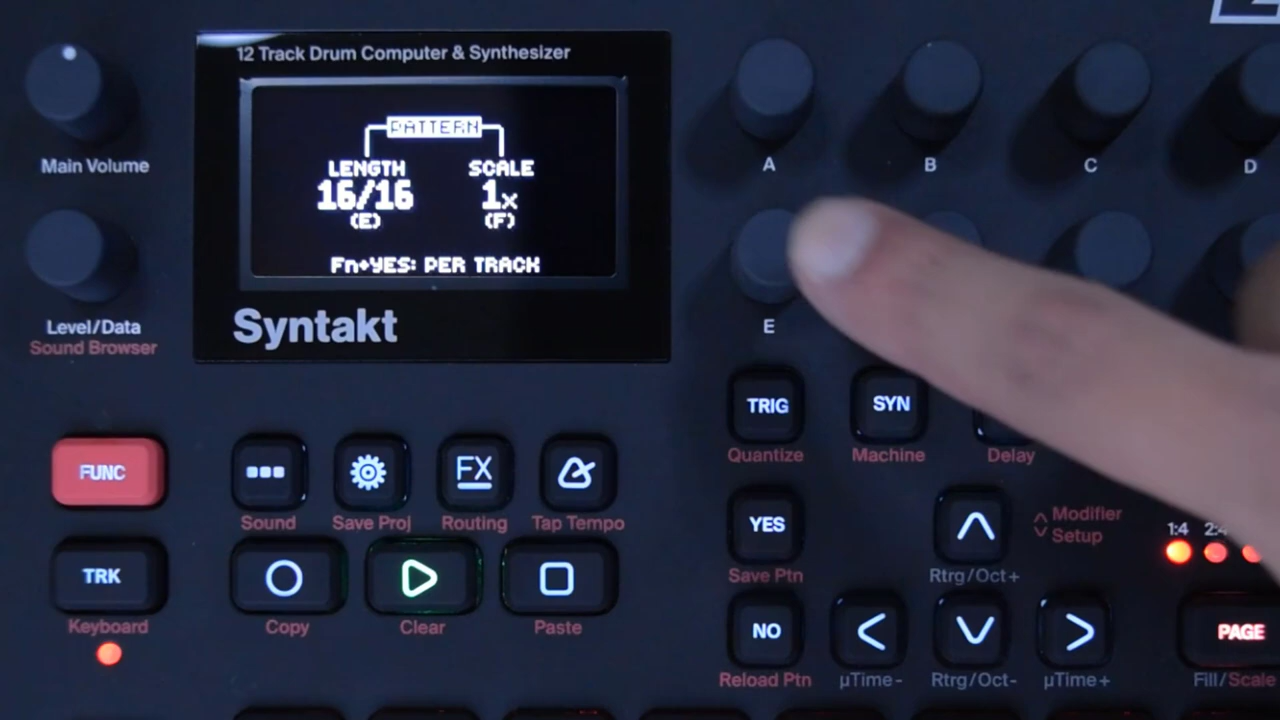 12 Track Drum Computer & Synthesizer
PATTERN
LENGTH SCALE
16/16 1x
(E) (F)
Fn+YES: PER TRACK
Syntakt
Main Volume
Level/Data
Sound Browser
A B C D
E
TRIG SYN
Quantize Machine Delay
FUNC
FX
Sound Save Proj Routing Tap Tempo
YES
Modifier
Setup
1:4 2:4
Save Ptn Rtrg/Oct+
TRK
Keyboard Copy Clear Paste
NO PAGE
Reload Ptn µTime- Rtrg/Oct- µTime+ Fill/Scale